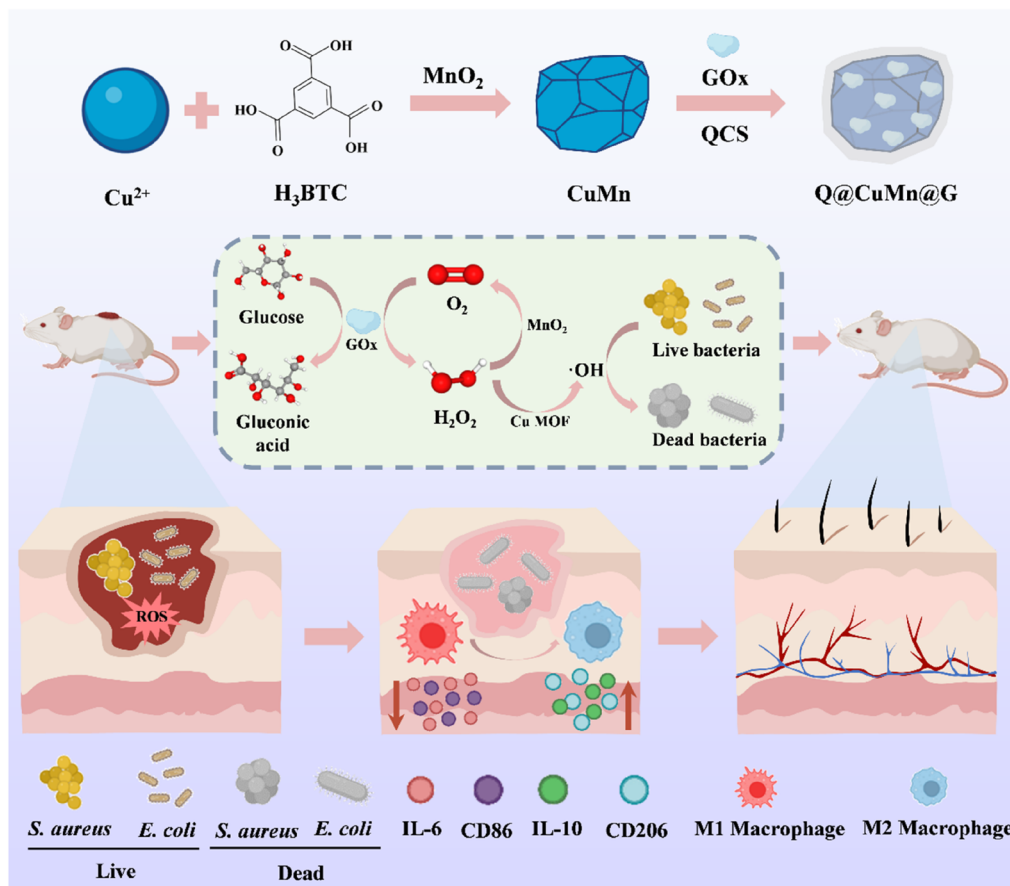 O
OH
HO
O
O
OH
MnO₂
GOx
QCS
Cu²⁺
H₃BTC
CuMn
Q@CuMn@G
Glucose
GOx
O₂
MnO₂
Live bacteria
·OH
Gluconic
acid
H₂O₂
Cu MOF
Dead bacteria
ROS
S. aureus
E. coli
S. aureus
E. coli
IL-6
CD86
IL-10
CD206
M1 Macrophage
M2 Macrophage
Live
Dead